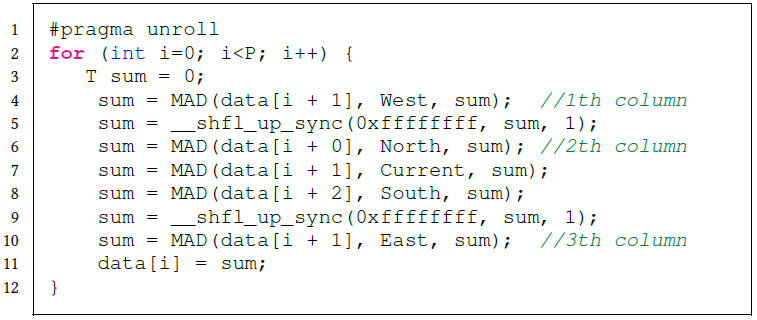 1 #pragma unroll
2 for (int i=0; i<P; i++) {
3 T sum = 0;
4 sum = MAD(data[i + 1], West, sum); //1th column
5 sum = __shfl_up_sync(0xffffffff, sum, 1);
6 sum = MAD(data[i + 0], North, sum); //2th column
7 sum = MAD(data[i + 1], Current, sum);
8 sum = MAD(data[i + 2], South, sum);
9 sum = __shfl_up_sync(0xffffffff, sum, 1);
10 sum = MAD(data[i + 1], East, sum); //3th column
11 data[i] = sum;
12 }